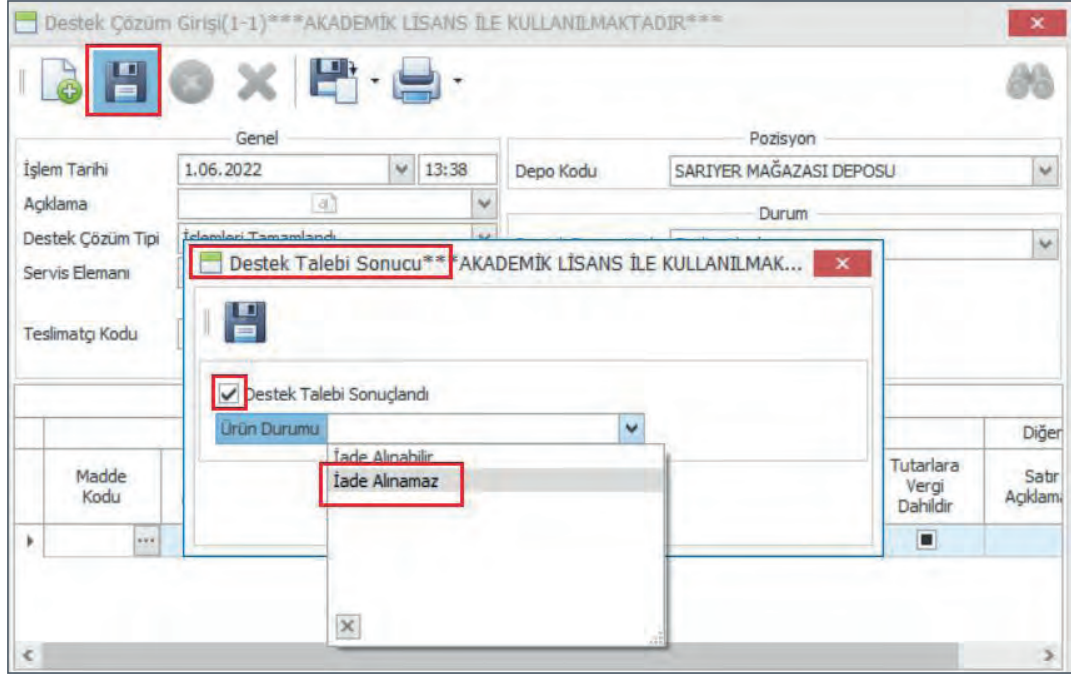 Destek Çözüm Girişi(1-1)***AKADEMİK LİSANS İLE KULLANILMAKTADIR***
Genel
Pozisyon
İşlem Tarihi 1.06.2022 13:38
Depo Kodu SARIYER MAĞAZASI DEPOSU
Açıklama
Durum
Destek Çözüm Tipi İşlemleri Tamamlandı
Servis Elemanı
Teslimatçı Kodu
Destek Talebi Sonucu***AKADEMİK LİSANS İLE KULLANILMAK...
Destek Talebi Sonuçlandı
Ürün Durumu
İade Alınabilir
İade Alınamaz
Diğer
Madde
Kodu
Tutarlara
Vergi
Dahildir
Satır
Açıklama